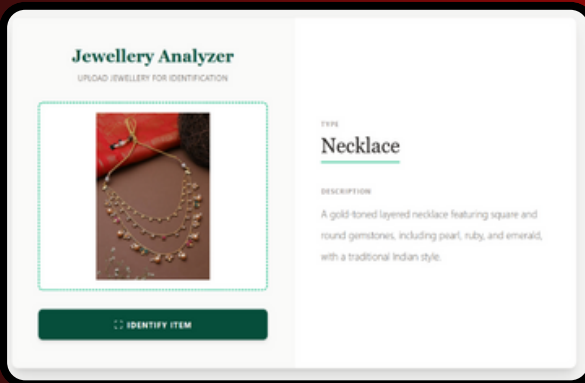 Jewellery Analyzer
UPLOAD JEWELLERY FOR IDENTIFICATION
IDENTIFY ITEM
TYPE
Necklace
DESCRIPTION
A gold-toned layered necklace featuring square and
round gemstones, including pearl, ruby, and emerald,
with a traditional Indian style.